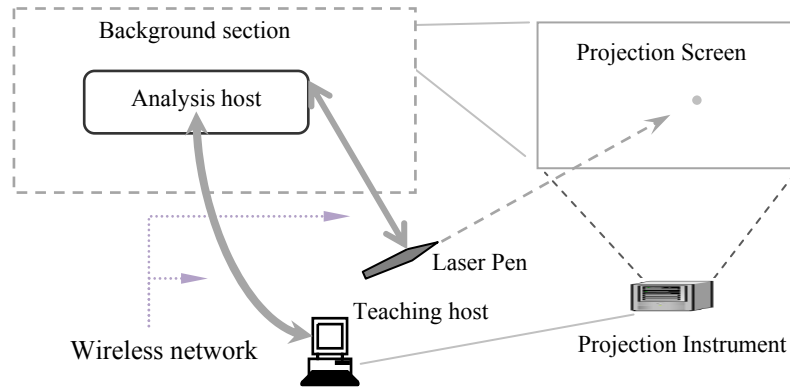 Background section
Projection Screen
Analysis host
Laser Pen
Teaching host
Wireless network
Projection Instrument